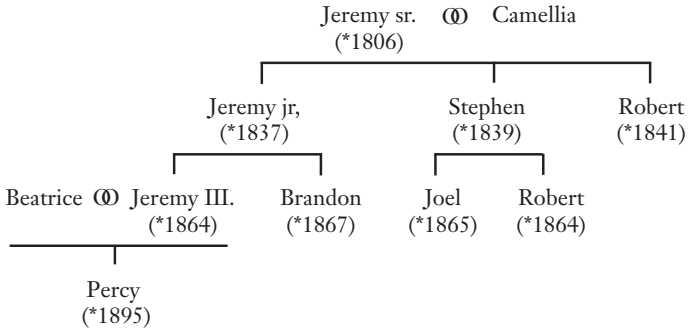 Jeremy sr. ⚭ Camellia
(*1806)
Jeremy jr, Stephen Robert
(*1837) (*1839) (*1841)
Beatrice ⚭ Jeremy III. Brandon Joel Robert
(*1864) (*1867) (*1865) (*1864)
Percy
(*1895)